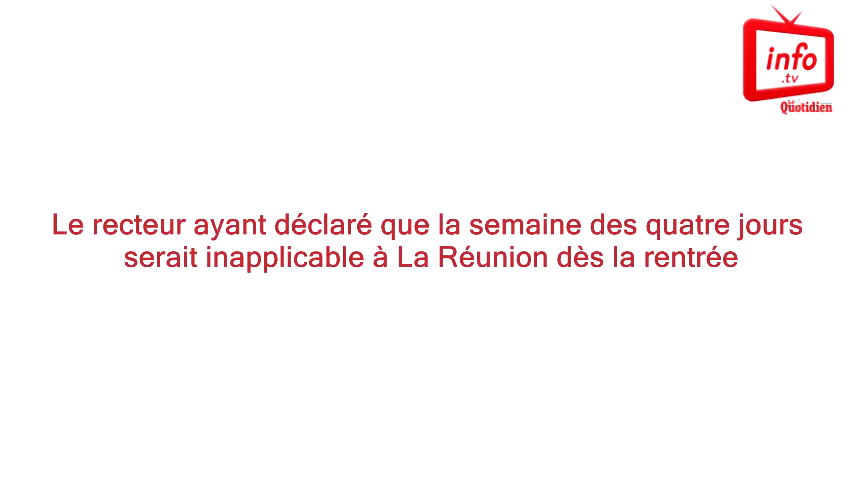 info
.tv
Quotidien
Le recteur ayant déclaré que la semaine des quatre jours
serait inapplicable à La Réunion dès la rentrée